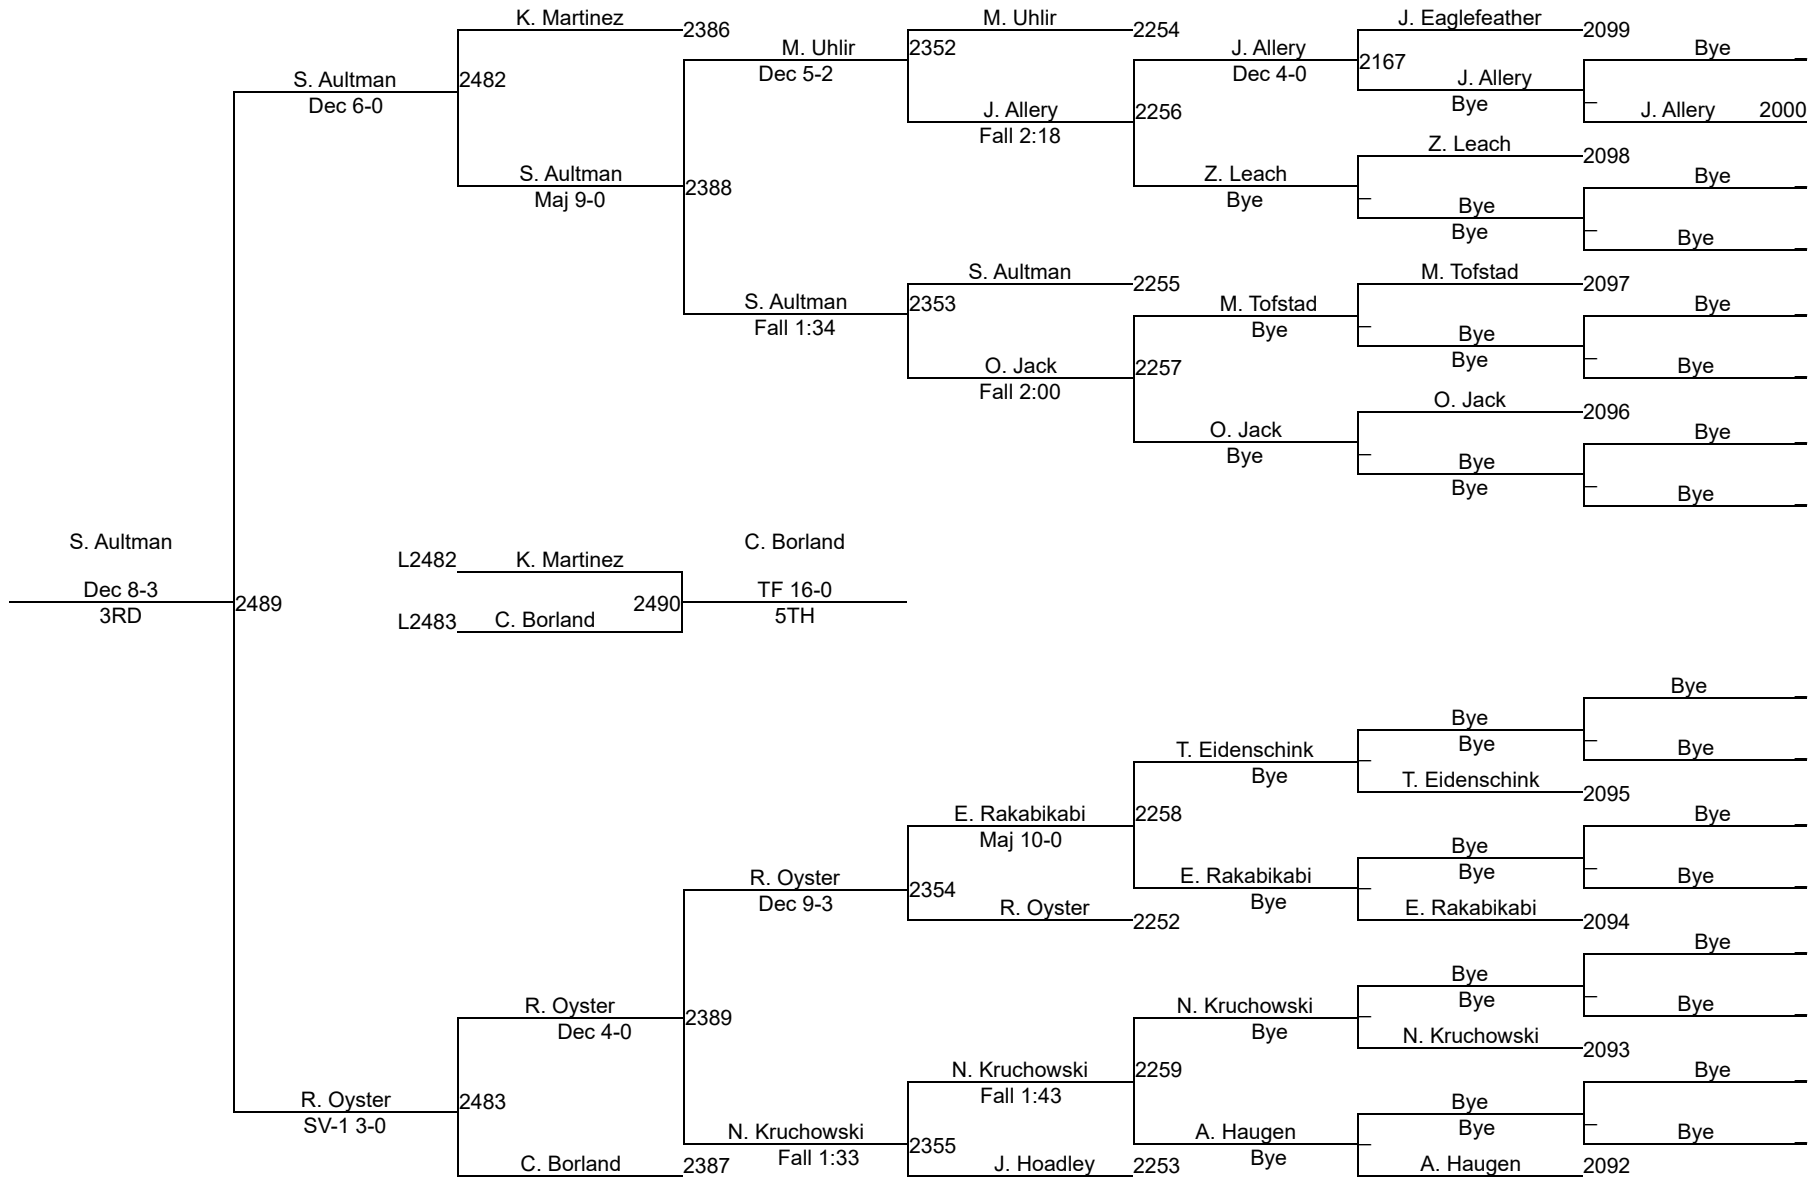 K. Martinez
2386
M. Uhlir
2254
J. Eaglefeather
2099
M. Uhlir
Dec 5-2
2352
J. Allery
Dec 4-0
2167
Bye
S. Aultman
Dec 6-0
2482
J. Allery
Bye
J. Allery
Fall 2:18
2256
J. Allery 2000
Z. Leach
2098
S. Aultman
Maj 9-0
2388
Z. Leach
Bye
Bye
Bye
Bye
Bye
S. Aultman
2255
M. Tofstad
2097
S. Aultman
Fall 1:34
2353
M. Tofstad
Bye
Bye
Bye
Bye
O. Jack
Fall 2:00
2257
Bye
O. Jack
2096
O. Jack
Bye
Bye
Bye
Bye
Bye
S. Aultman
Dec 8-3
3RD
2489
L2482
K. Martinez
L2483
C. Borland
2490
C. Borland
TF 16-0
5TH
Bye
Bye
Bye
T. Eidenschink
Bye
Bye
T. Eidenschink
2095
E. Rakabikabi
Maj 10-0
2258
Bye
Bye
Bye
E. Rakabikabi
Bye
Bye
R. Oyster
Dec 9-3
2354
R. Oyster
2252
E. Rakabikabi
2094
Bye
Bye
Bye
R. Oyster
Dec 4-0
2389
N. Kruchowski
Bye
Bye
N. Kruchowski
2093
N. Kruchowski
Fall 1:43
2259
Bye
R. Oyster
SV-1 3-0
2483
Bye
Bye
N. Kruchowski
Fall 1:33
2355
A. Haugen
Bye
Bye
C. Borland
2387
J. Hoadley
2253
A. Haugen
2092